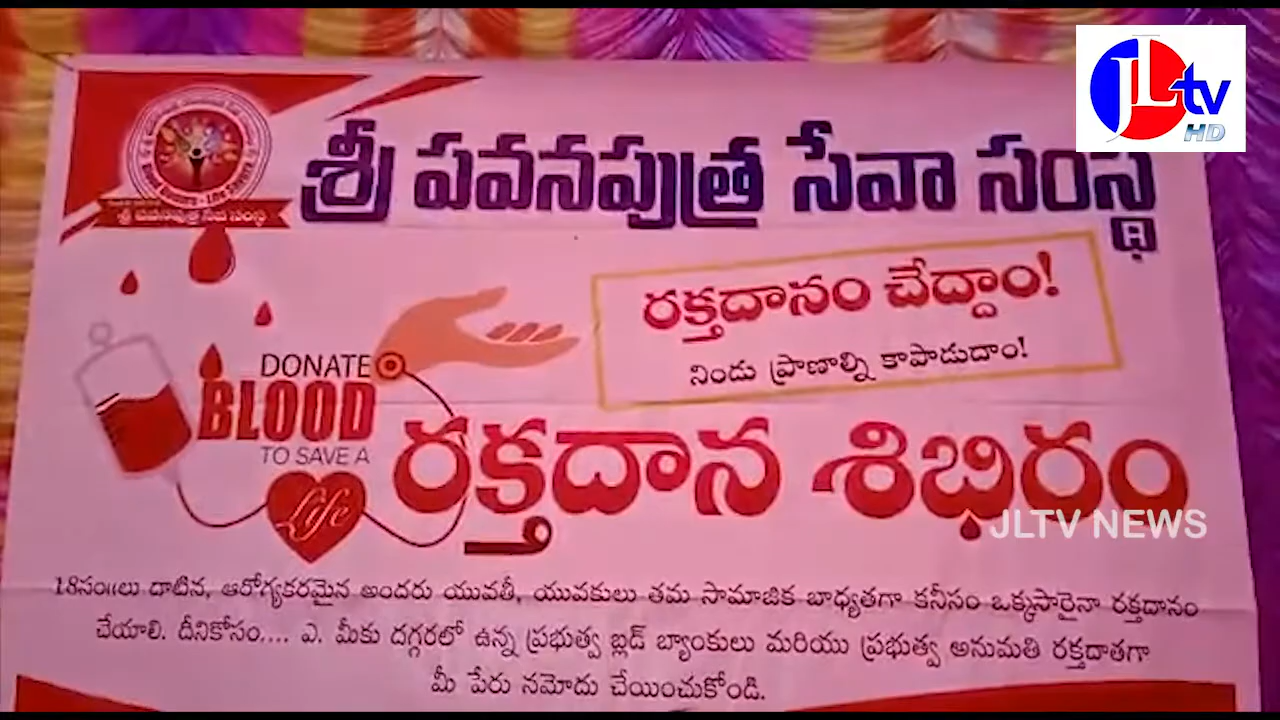 JLtv
HD
శ్రీ పవనపుత్ర సేవా సంస్థ
శ్రీ పవనపుత్ర సేవా సంస్థ
రక్తదానం చేద్దాం!
నిండు ప్రాణాల్ని కాపాడుదాం!
DONATE
BLOOD
TO SAVE A
Life
రక్తదాన శిభిరం
JLTV NEWS
18సం॥లు దాటిన, ఆరోగ్యకరమైన అందరు యువతీ, యువకులు తమ సామాజిక బాధ్యతగా కనీసం ఒక్కసారైనా రక్తదానం
చేయాలి. దీనికోసం.... ఎ. మీకు దగ్గరలో ఉన్న ప్రభుత్వ బ్లడ్ బ్యాంకులు మరియు ప్రభుత్వ అనుమతి రక్తదాతగా
మీ పేరు నమోదు చేయించుకోండి.